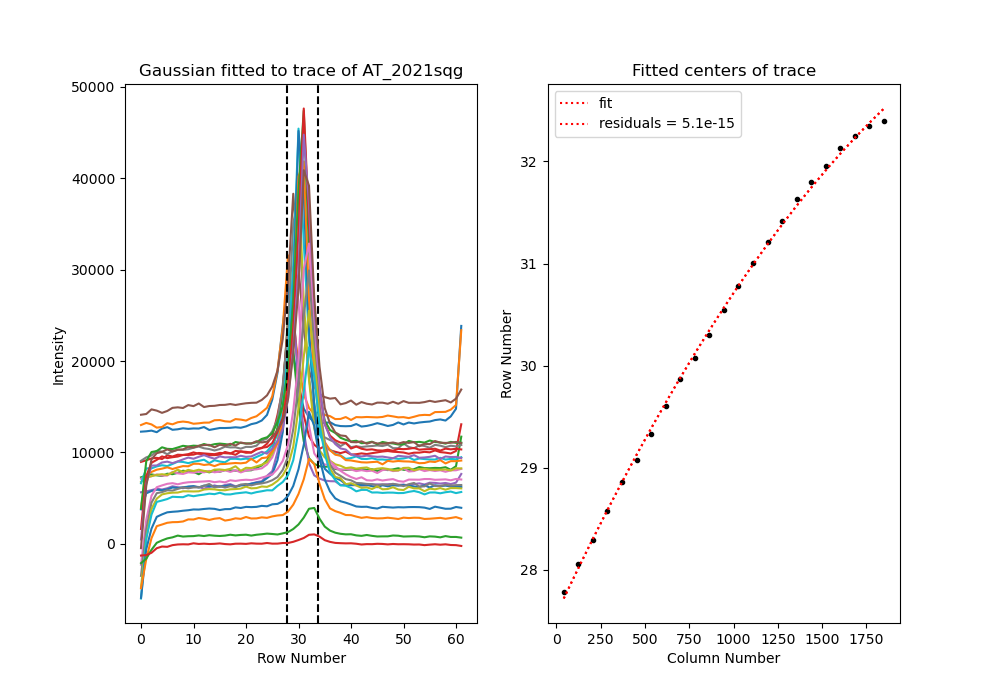 Gaussian fitted to trace of AT_2021sqg
50000
40000
30000
20000
10000
0
Intensity
0 10 20 30 40 50 60
Row Number
Fitted centers of trace
fit
residuals = 5.1e-15
32
31
30
29
28
Row Number
0 250 500 750 1000 1250 1500 1750
Column Number